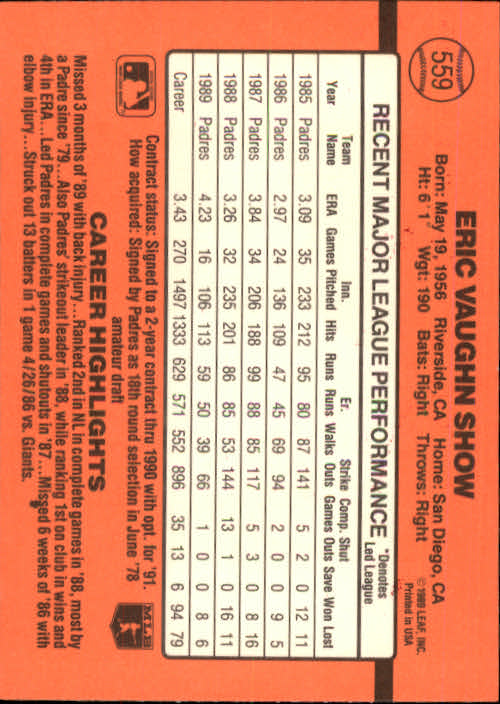 559
ERIC VAUGHN SHOW
Born: May 19, 1956 Riverside, CA Home: San Diego, CA
Ht: 6'1" Wgt: 190 Bats: Right Throws: Right
©1989 LEAF, INC.
Printed in USA
RECENT MAJOR LEAGUE PERFORMANCE *Denotes Led League
Year Team Name ERA Games Inn. Pitched Hits Runs Er. Runs Walks Strike Outs Comp. Games Shut Outs Save Won Lost
1985 Padres 3.09 35 233 212 95 80 87 141 5 2 0 12 11
1986 Padres 2.97 24 136 109 47 45 69 94 2 0 0 9 5
1987 Padres 3.84 34 206 188 99 88 85 117 5 3 0 8 16
1988 Padres 3.26 32 235 201 86 85 53 144 13 1 0 16 11
1989 Padres 4.23 16 106 113 59 50 39 66 1 0 0 8 6
Career 3.43 270 1497 1333 629 571 552 896 35 13 6 94 79
Contract status: Signed to a 2-year contract thru 1990 with opt. for '91.
How acquired: Signed by Padres as 18th round selection in June '78
amateur draft
MLB
CAREER HIGHLIGHTS
Missed 3 months of '89 with back injury...Ranked 2nd in NL in complete games in '88, most by
a Padre since '79...Also Padres' strikeout leader in '88, while ranking 1st on club in wins and
4th in ERA...Led Padres in complete games and shutouts in '87...Missed 6 weeks of '86 with
elbow injury...Struck out 13 batters in 1 game 4/26/86 vs. Giants.